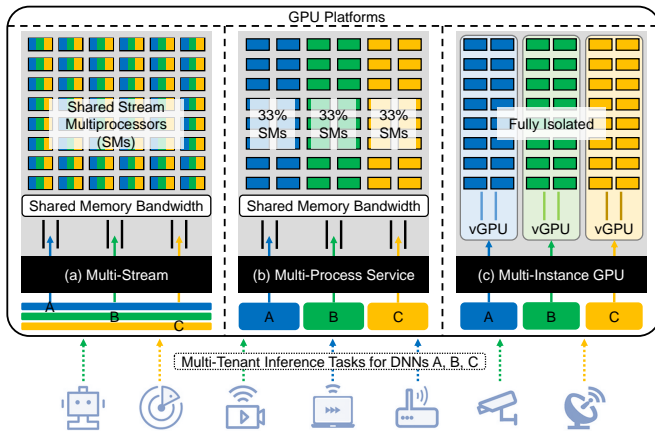 GPU Platforms
Shared Stream
Multiprocessors
(SMs)
Shared Memory Bandwidth
(a) Multi-Stream
A
B
C
33%
SMs
33%
SMs
33%
SMs
Shared Memory Bandwidth
(b) Multi-Process Service
A
B
C
Fully Isolated
vGPU
vGPU
vGPU
(c) Multi-Instance GPU
A
B
C
Multi-Tenant Inference Tasks for DNNs A, B, C